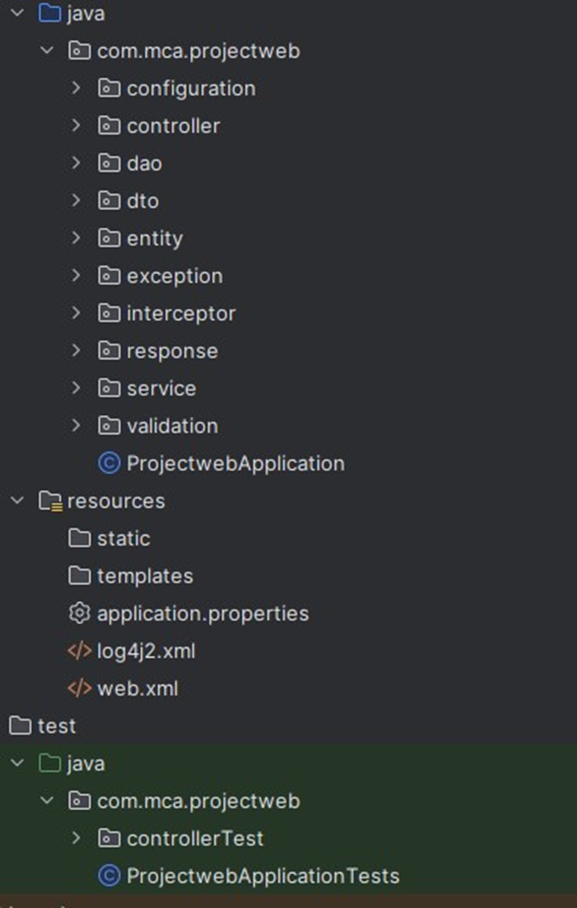 java
com.mca.projectweb
configuration
controller
dao
dto
entity
exception
interceptor
response
service
validation
ProjectwebApplication
resources
static
templates
application.properties
log4j2.xml
web.xml
test
java
com.mca.projectweb
controllerTest
ProjectwebApplicationTests